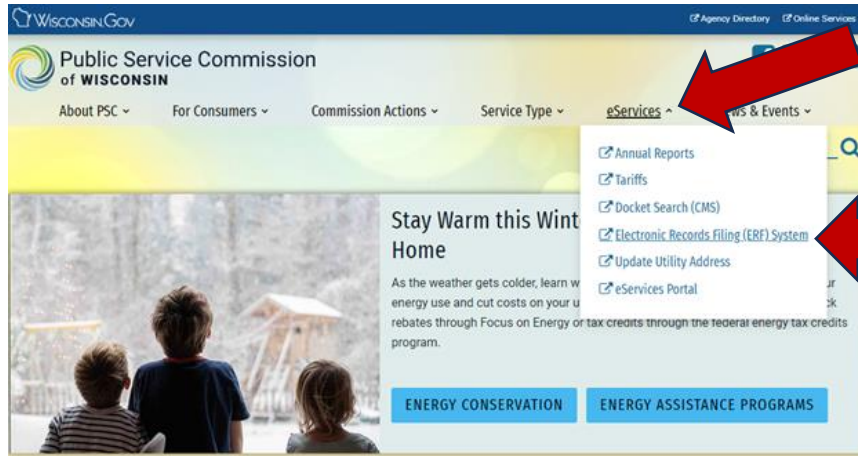 WISCONSIN.GOV
Agency Directory Online Services
Public Service Commission
of WISCONSIN
About PSC For Consumers Commission Actions Service Type eServices & Events
Annual Reports
Tariffs
Docket Search (CMS)
Electronic Records Filing (ERF) System
Update Utility Address
eServices Portal
Stay Warm this
Home
As the weather gets colder, learn
energy use and cut costs on your
rebates through Focus on Energy or tax credits through the federal energy tax credits
program.
ENERGY CONSERVATION ENERGY ASSISTANCE PROGRAMS